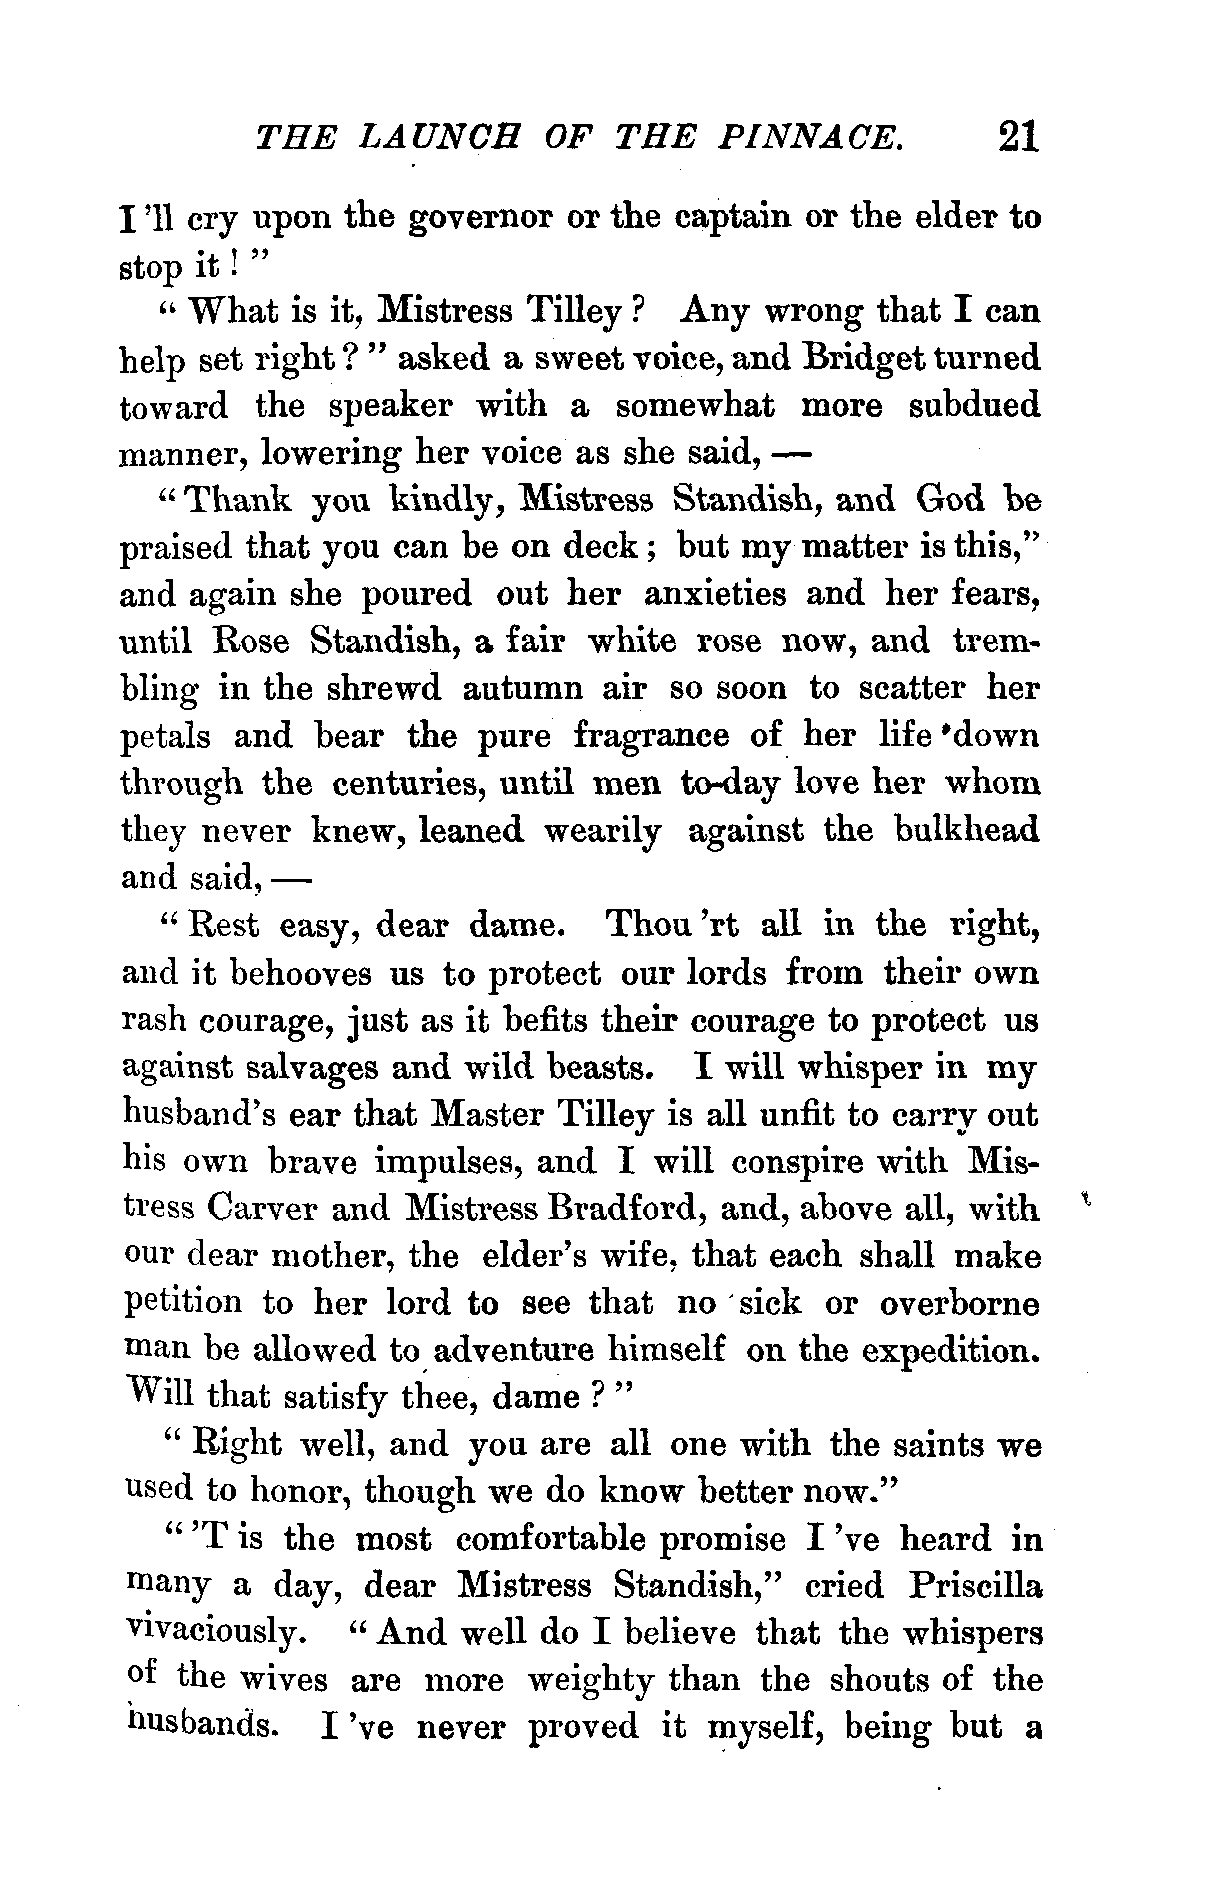 THE LAUNCH OF THE PINNACE. 21
I 'll cry upon the governor or the captain or the elder to
stop it ! ”
“ What is it, Mistress Tilley ? Any wrong that I can
help set right ? ” asked a sweet voice, and Bridget turned
toward the speaker with a somewhat more subdued
manner, lowering her voice as she said, —
“ Thank you kindly, Mistress Standish, and God be
praised that you can be on deck ; but my matter is this,”
and again she poured out her anxieties and her fears,
until Rose Standish, a fair white rose now, and trem-
bling in the shrewd autumn air so soon to scatter her
petals and bear the pure fragrance of her life down
through the centuries, until men to-day love her whom
they never knew, leaned wearily against the bulkhead
and said, —
“ Rest easy, dear dame. Thou 'rt all in the right,
and it behooves us to protect our lords from their own
rash courage, just as it befits their courage to protect us
against salvages and wild beasts. I will whisper in my
husband's ear that Master Tilley is all unfit to carry out
his own brave impulses, and I will conspire with Mis-
tress Carver and Mistress Bradford, and, above all, with
our dear mother, the elder's wife, that each shall make
petition to her lord to see that no sick or overborne
man be allowed to adventure himself on the expedition.
Will that satisfy thee, dame ? ”
“ Right well, and you are all one with the saints we
used to honor, though we do know better now.”
“ 'T is the most comfortable promise I 've heard in
many a day, dear Mistress Standish,” cried Priscilla
vivaciously. “ And well do I believe that the whispers
of the wives are more weighty than the shouts of the
husbands. I 've never proved it myself, being but a